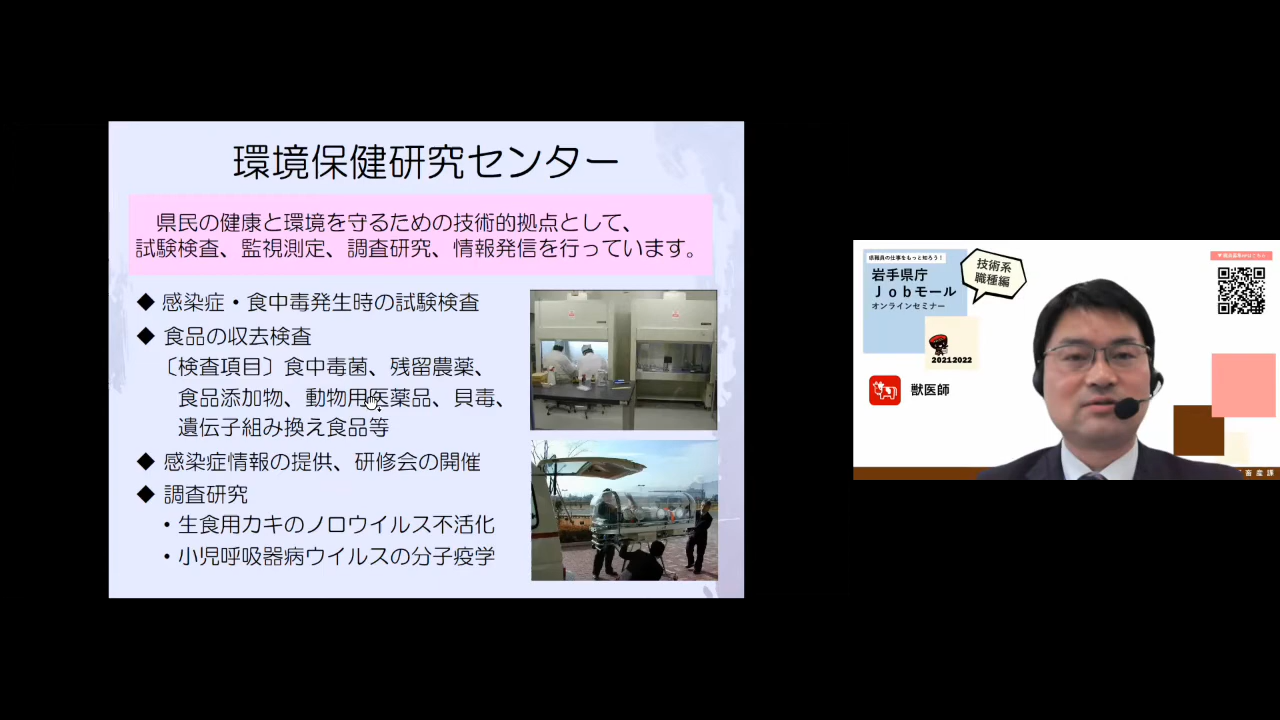 環境保健研究センター
県民の健康と環境を守るための技術的拠点として、
試験検査、監視測定、調査研究、情報発信を行っています。
◆ 感染症・食中毒発生時の試験検査
◆ 食品の収去検査
〔検査項目〕食中毒菌、残留農薬、
食品添加物、動物用医薬品、貝毒、
遺伝子組み換え食品等
◆ 感染症情報の提供、研修会の開催
◆ 調査研究
・生食用カキのノロウイルス不活化
・小児呼吸器病ウイルスの分子疫学
県職員の仕事をもっと知ろう！
岩手県庁
Ｊｏｂモール
オンラインセミナー
技術系
職種編
20212022
獣医師
畜産課